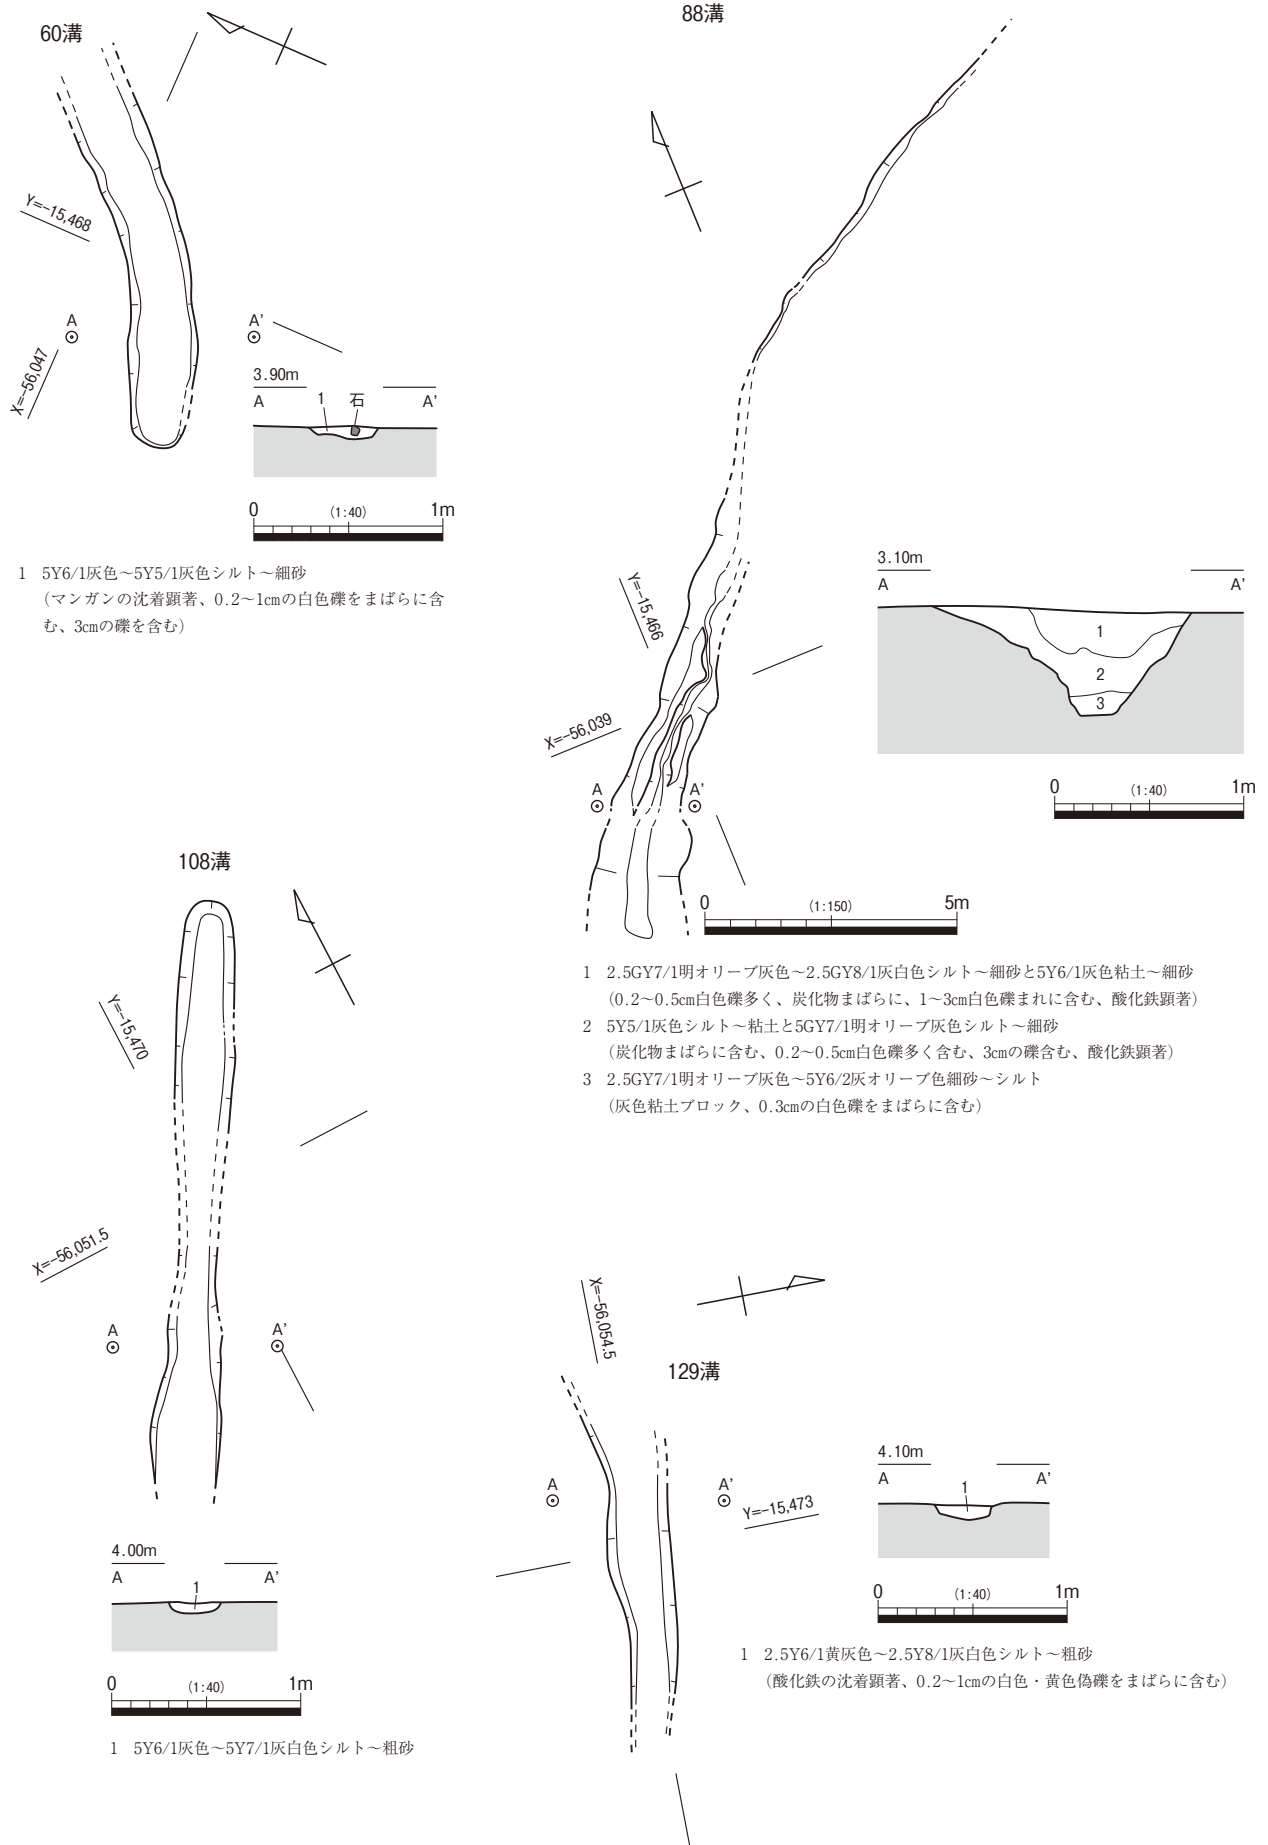 60溝
Y=-15,468
X=-56,047
A
A'
3.90m
A
1
石
A'
0
(1:40)
1m
1 5Y6/1灰色～5Y5/1灰色シルト～細砂
(マンガンの沈着顕著、0.2～1㎝の白色礫をまばらに含
む、3㎝の礫を含む)
88溝
Y=-15,466
X=-56,039
A
A'
3.10m
A
A'
1
2
3
0
(1:40)
1m
0
(1:150)
5m
1 2.5GY7/1明オリーブ灰色～2.5GY8/1灰白色シルト～細砂と5Y6/1灰色粘土～細砂
(0.2～0.5㎝白色礫多く、炭化物まばらに、1～3㎝白色礫まれに含む、酸化鉄顕著)
2 5Y5/1灰色シルト～粘土と5GY7/1明オリーブ灰色シルト～細砂
(炭化物まばらに含む、0.2～0.5㎝白色礫多く含む、3㎝の礫含む、酸化鉄顕著)
3 2.5GY7/1明オリーブ灰色～5Y6/2灰オリーブ色細砂～シルト
(灰色粘土ブロック、0.3㎝の白色礫をまばらに含む)
108溝
Y=-15,470
X=-56,051.5
A
A'
4.00m
A
1
A'
0
(1:40)
1m
1 5Y6/1灰色～5Y7/1灰白色シルト～粗砂
129溝
X=-56,054.5
A
A'
Y=-15,473
4.10m
A
1
A'
0
(1:40)
1m
1 2.5Y6/1黄灰色～2.5Y8/1灰白色シルト～粗砂
(酸化鉄の沈着顕著、0.2～1㎝の白色・黄色偽礫をまばらに含む)